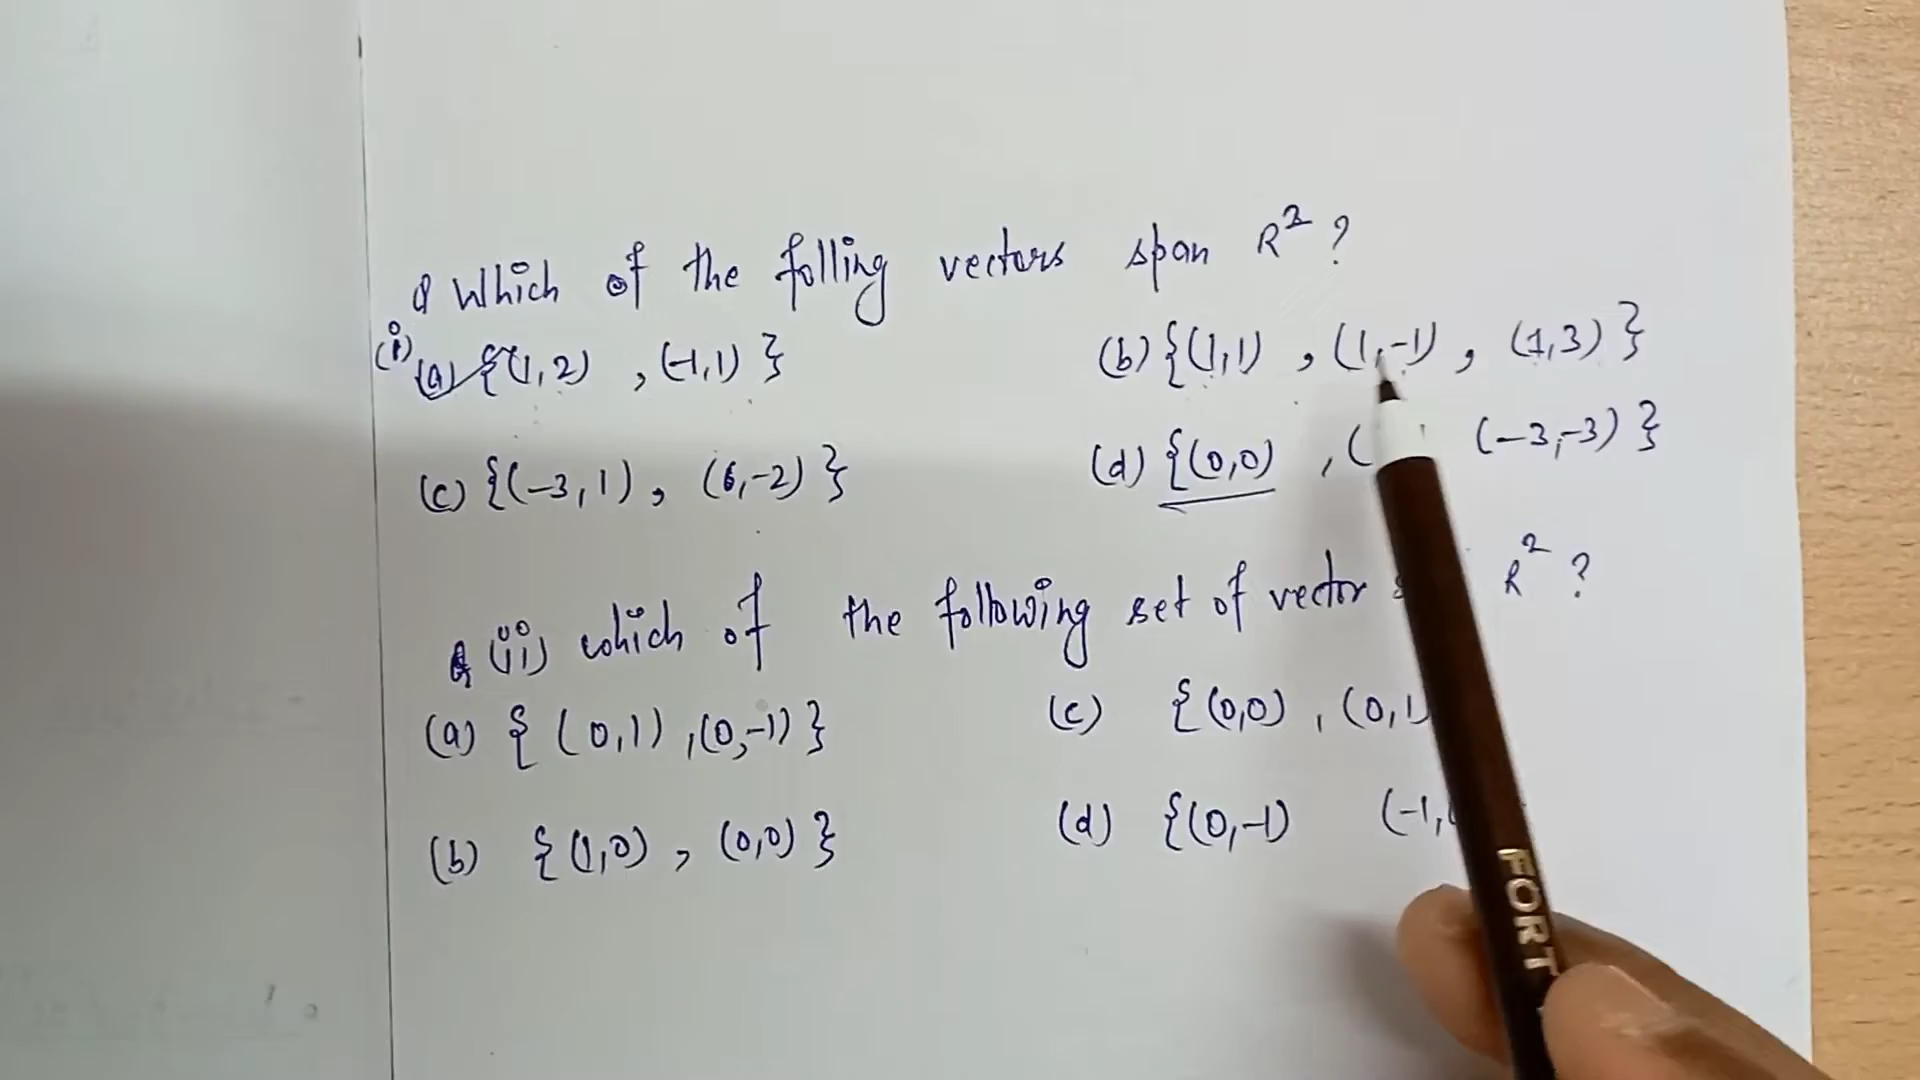 Q Which of the folling vectors span R² ?
(i) (a) {(1,2) , (-1,1) } (b) {(1,1) , (1,-1) , (1,3) }
(c) {(-3,1) , (6,-2) } (d) {(0,0) , ( (-3,-3) }
(ii) which of the following set of vector R² ?
(a) { (0,1) , (0,-1) } (c) {(0,0) , (0,1)
(b) {(1,0) , (0,0) } (d) {(0,-1) (-1,
FORT